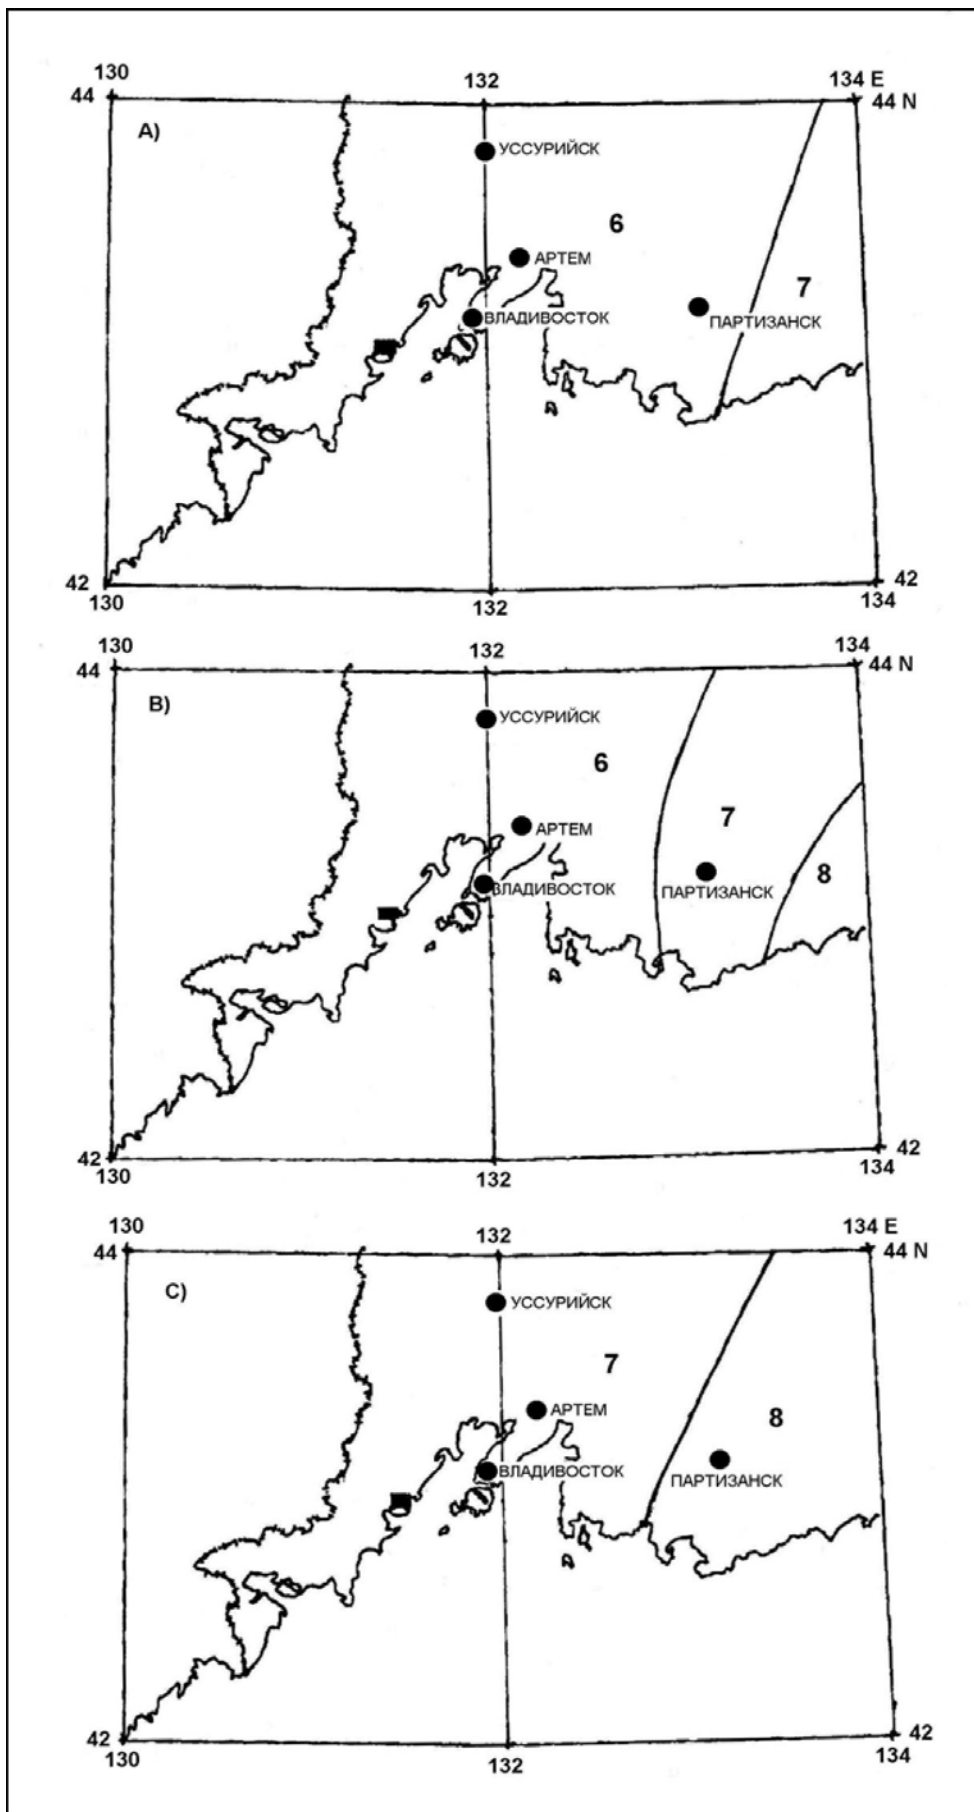 130 132 134 E
44 44 N
A)
УССУРИЙСК
6
АРТЕМ
7
ВЛАДИВОСТОК
ПАРТИЗАНСК
42 42
130 132 134
130 132 134
44 44 N
B)
УССУРИЙСК
6
7
АРТЕМ
8
ВЛАДИВОСТОК
ПАРТИЗАНСК
42 42
130 132 134
130 132 134 E
44 44 N
C)
УССУРИЙСК
7
АРТЕМ
8
ВЛАДИВОСТОК
ПАРТИЗАНСК
42 42
130 132 134